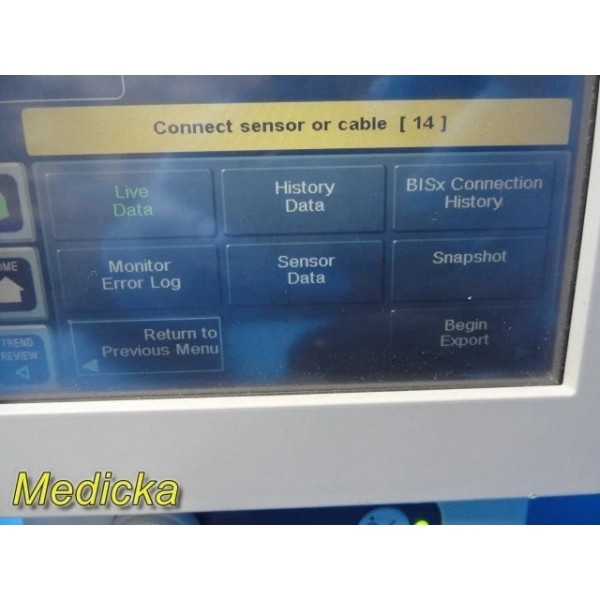 Connect sensor or cable [ 14 ]
Live
Data
History
Data
BISx Connection
History
Monitor
Error Log
Sensor
Data
Snapshot
Return to
Previous Menu
Begin
Export
OME
TREND
REVIEW
Medicka